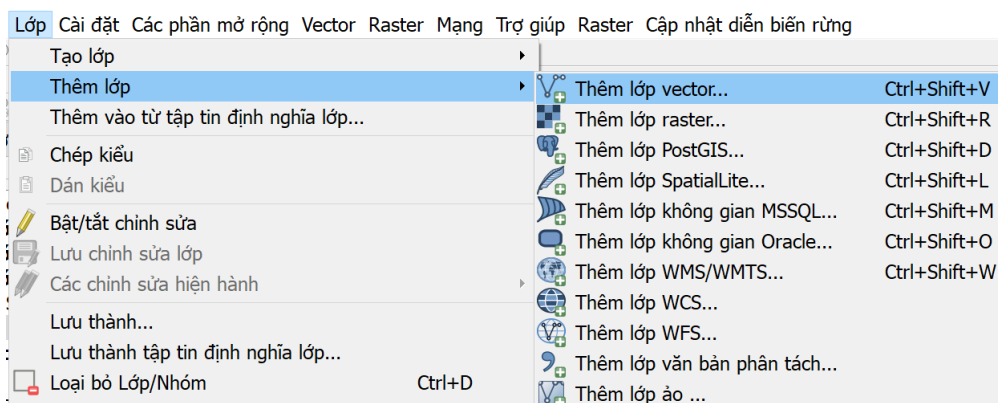 Lớp Cài đặt Các phần mở rộng Vector Raster Mạng Trợ giúp Raster Cập nhật diễn biến rừng
Tạo lớp
Thêm lớp
Thêm vào từ tập tin định nghĩa lớp...
Chép kiểu
Dán kiểu
Bật/tắt chỉnh sửa
Lưu chỉnh sửa lớp
Các chỉnh sửa hiện hành
Lưu thành...
Lưu thành tập tin định nghĩa lớp...
Loại bỏ Lớp/Nhóm Ctrl+D
Thêm lớp vector... Ctrl+Shift+V
Thêm lớp raster... Ctrl+Shift+R
Thêm lớp PostGIS... Ctrl+Shift+D
Thêm lớp SpatialLite... Ctrl+Shift+L
Thêm lớp không gian MSSQL... Ctrl+Shift+M
Thêm lớp không gian Oracle... Ctrl+Shift+O
Thêm lớp WMS/WMTS... Ctrl+Shift+W
Thêm lớp WCS...
Thêm lớp WFS...
Thêm lớp văn bản phân tách...
Thêm lớp ảo ...